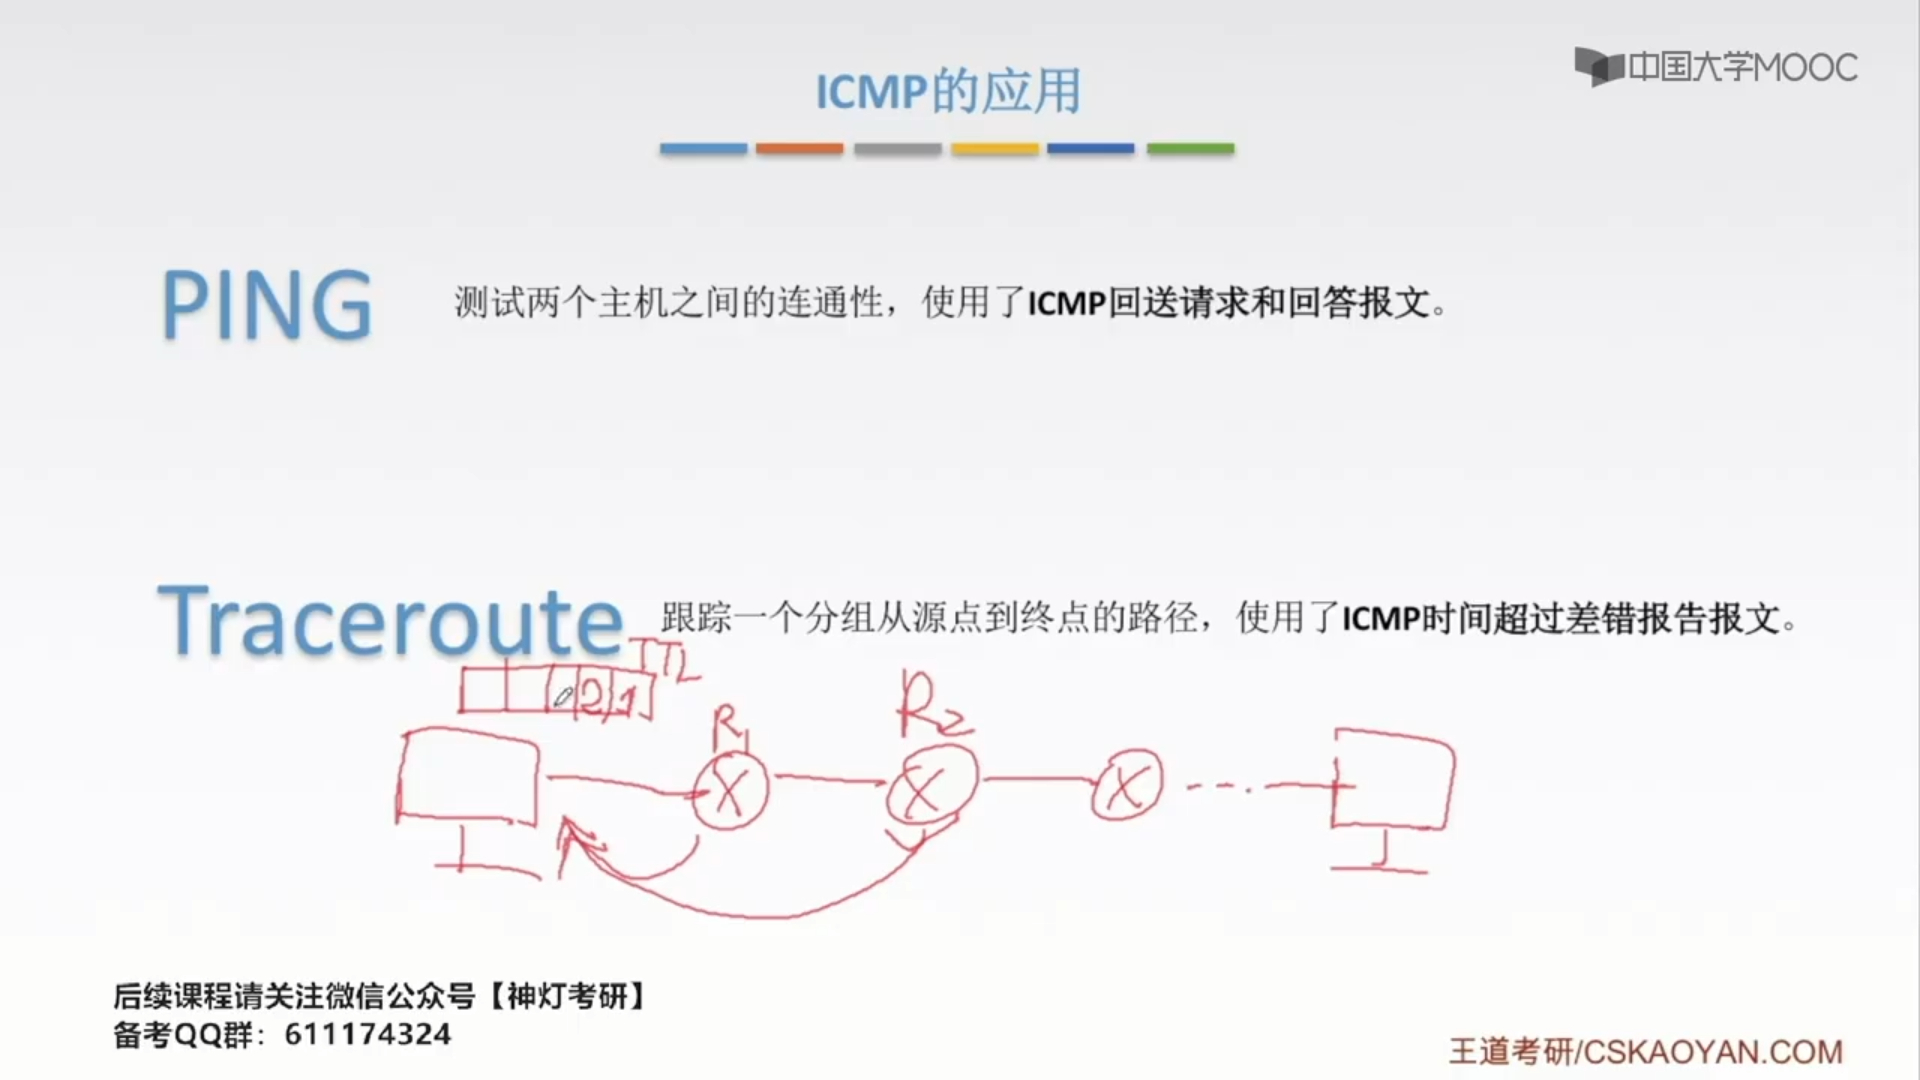 中国大学MOOC
ICMP的应用
PING
测试两个主机之间的连通性，使用了ICMP回送请求和回答报文。
Traceroute
跟踪一个分组从源点到终点的路径，使用了ICMP时间超过差错报告报文。
TTL
2 1
R1
R2
后续课程请关注微信公众号【神灯考研】
备考QQ群：611174324
王道考研/CSKAOYAN.COM